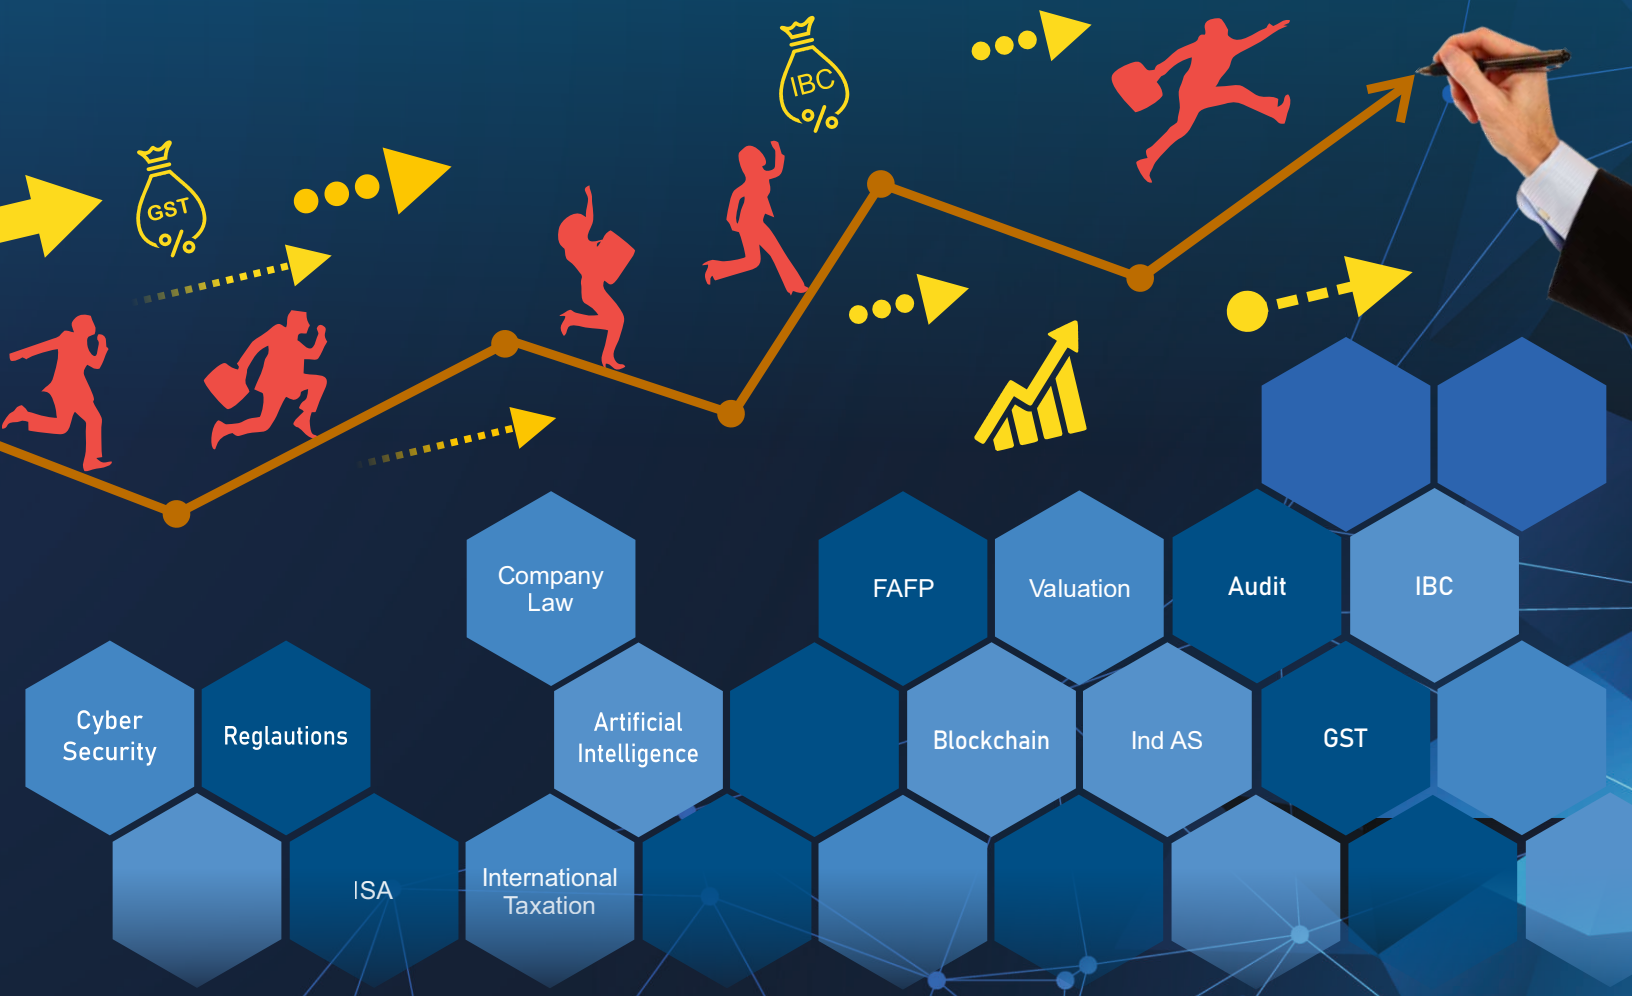 IBC
GST
Company
Law
FAFP
Valuation
Audit
IBC
Cyber
Security
Reglautions
Artificial
Intelligence
Blockchain
Ind AS
GST
ISA
International
Taxation